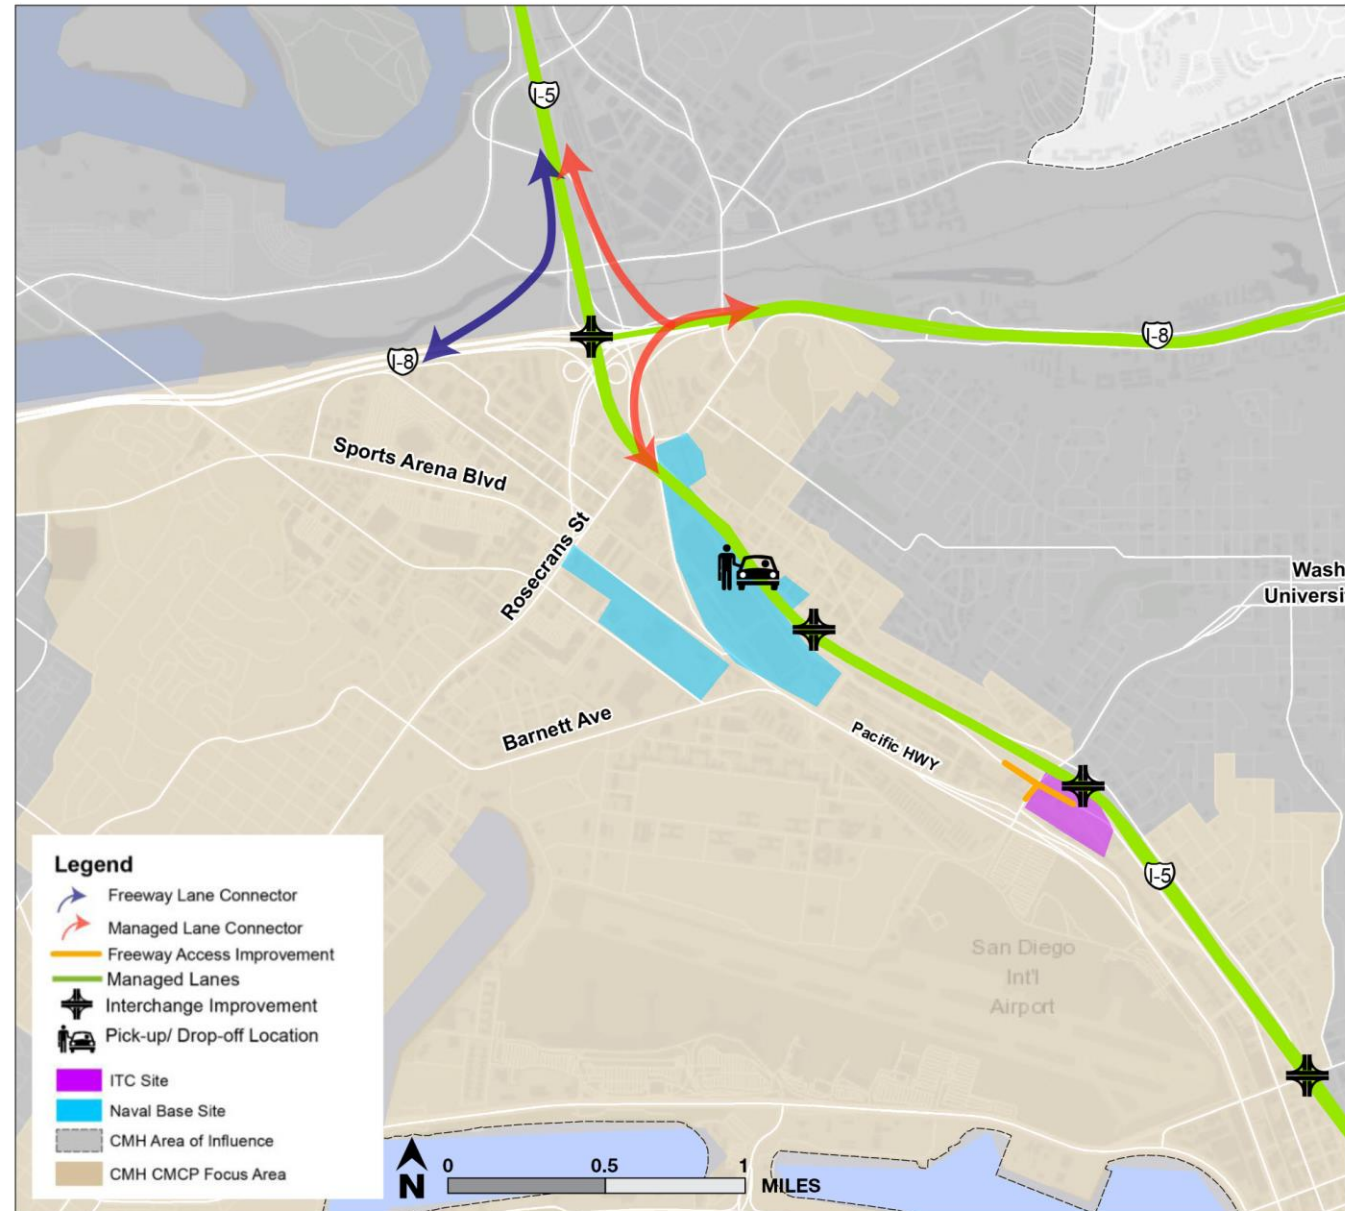 I-5
I-8
I-8
Sports Arena Blvd
Rosecrans St
Wash
Universit
Barnett Ave
Pacific HWY
I-5
San Diego
Int'l
Airport
Legend
Freeway Lane Connector
Managed Lane Connector
Freeway Access Improvement
Managed Lanes
Interchange Improvement
Pick-up/ Drop-off Location
ITC Site
Naval Base Site
CMH Area of Influence
CMH CMCP Focus Area
N
0 0.5 1
MILES